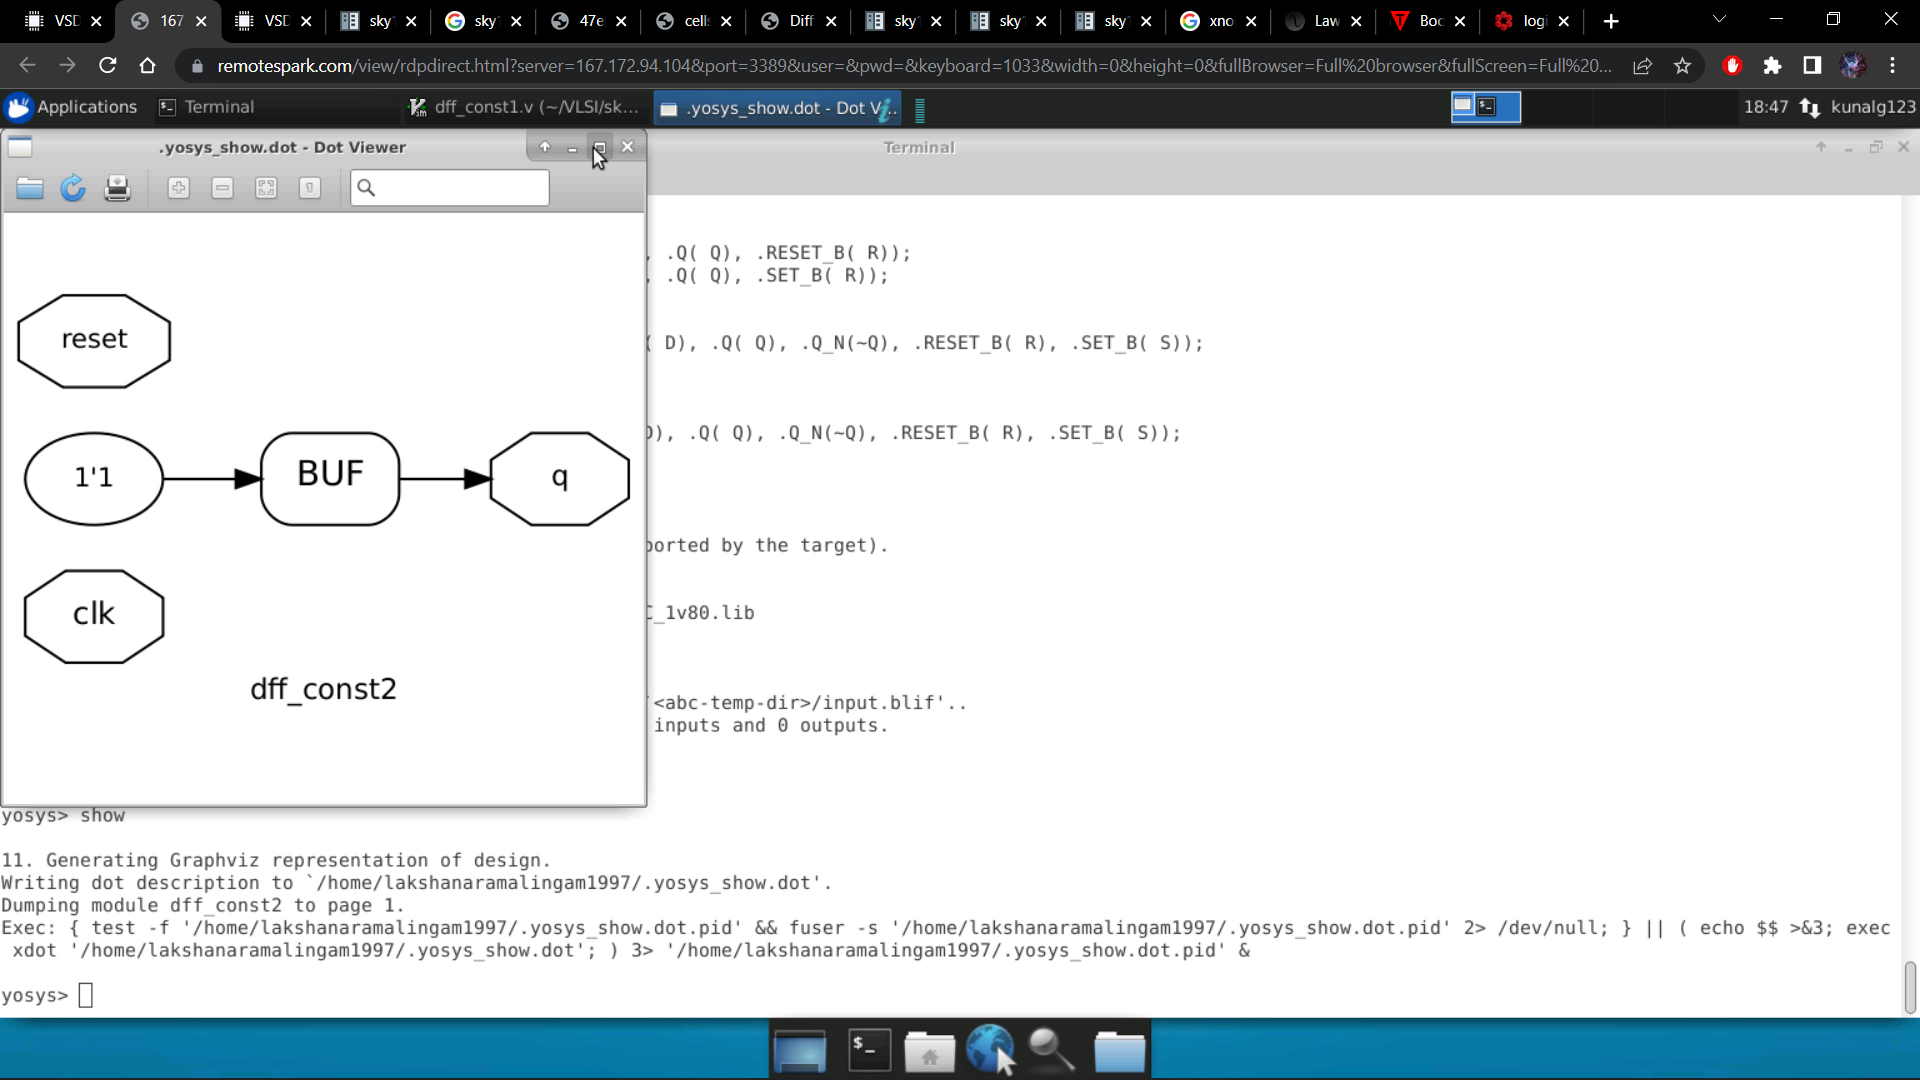 VSD
167
VSD
sky
sky
47e
cell
Diff
sky
sky
sky
xno
Law
Boc
logi
remotespark.com/view/rdpdirect.html?server=167.172.94.104&port=3389&user=&pwd=&keyboard=1033&width=0&height=0&fullBrowser=Full%20browser&fullScreen=Full%20...
Applications
Terminal
dff_const1.v (~/VLSI/sk...
.yosys_show.dot - Dot V...
18:47
kunalg123
.yosys_show.dot - Dot Viewer
Terminal
, .Q( Q), .RESET_B( R));
, .Q( Q), .SET_B( R));
( D), .Q( Q), .Q_N(~Q), .RESET_B( R), .SET_B( S));
), .Q( Q), .Q_N(~Q), .RESET_B( R), .SET_B( S));
ported by the target).
C_1v80.lib
<abc-temp-dir>/input.blif'..
inputs and 0 outputs.
reset
1'1
BUF
q
clk
dff_const2
yosys> show
11. Generating Graphviz representation of design.
Writing dot description to `/home/lakshanaramalingam1997/.yosys_show.dot'.
Dumping module dff_const2 to page 1.
Exec: { test -f '/home/lakshanaramalingam1997/.yosys_show.dot.pid' && fuser -s '/home/lakshanaramalingam1997/.yosys_show.dot.pid' 2> /dev/null; } || ( echo $$ >&3; exec
xdot '/home/lakshanaramalingam1997/.yosys_show.dot'; ) 3> '/home/lakshanaramalingam1997/.yosys_show.dot.pid' &
yosys>